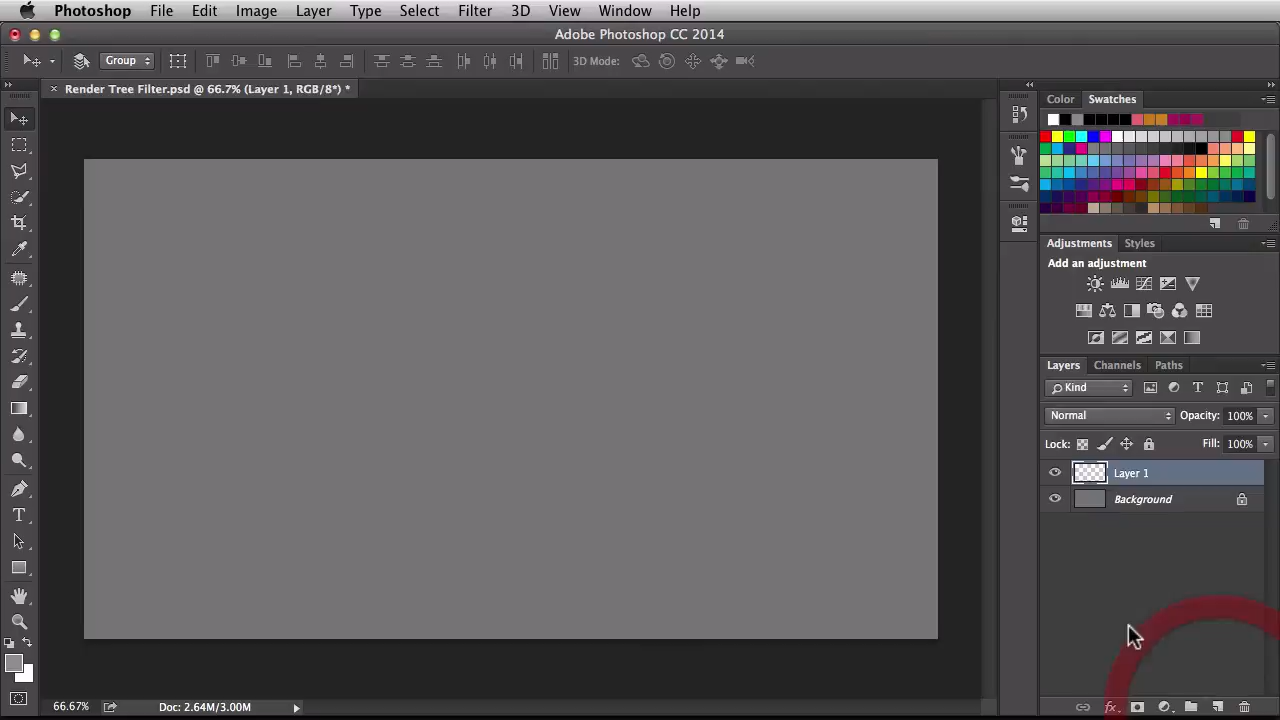 Photoshop File Edit Image Layer Type Select Filter 3D View Window Help
Adobe Photoshop CC 2014
Group 3D Mode:
× Render Tree Filter.psd @ 66.7% (Layer 1, RGB/8*) *
Color Swatches
Adjustments Styles
Add an adjustment
Layers Channels Paths
Kind
Normal Opacity: 100%
Lock: Fill: 100%
Layer 1
Background
66.67% Doc: 2.64M/3.00M
fx